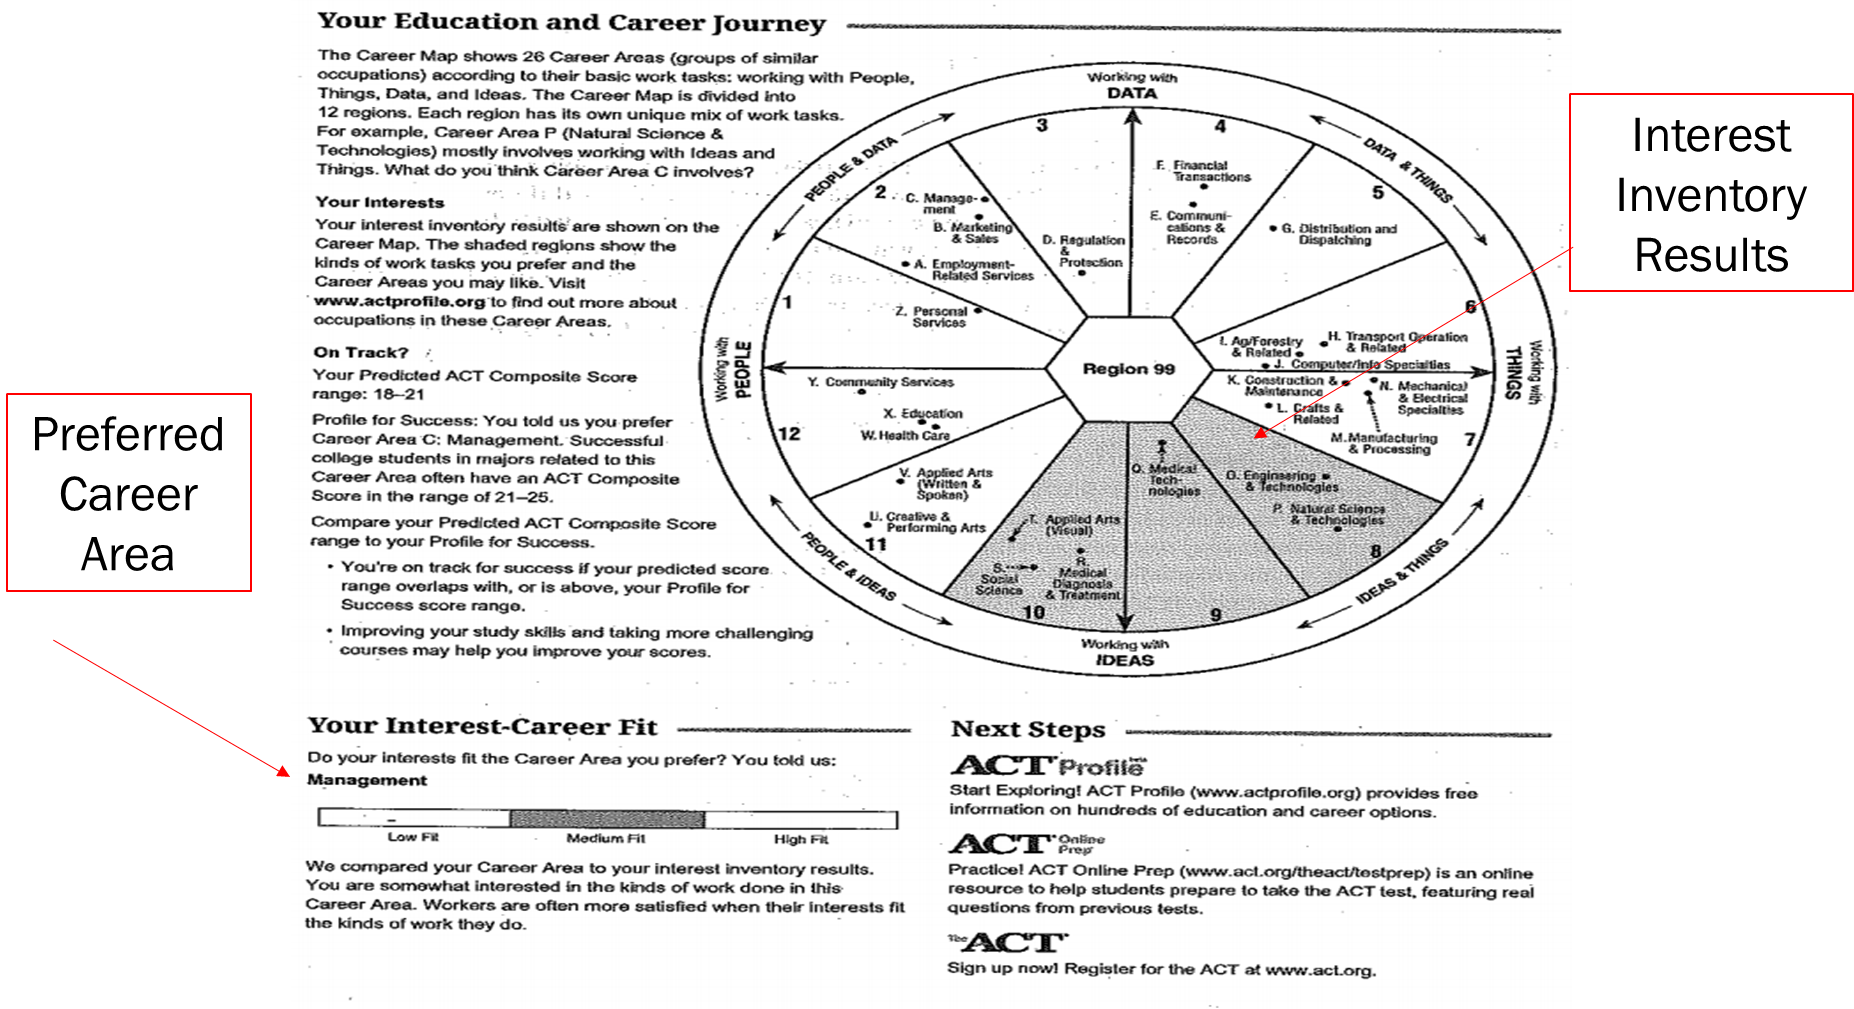 Your Education and Career Journey
The Career Map shows 26 Career Areas (groups of similar
occupations) according to their basic work tasks: working with People,
Things, Data, and Ideas. The Career Map is divided into
12 regions. Each region has its own unique mix of work tasks.
For example, Career Area P (Natural Science &
Technologies) mostly involves working with Ideas and
Things. What do you think Career Area C involves?
Your Interests
Your interest inventory results are shown on the
Career Map. The shaded regions show the
kinds of work tasks you prefer and the
Career Areas you may like. Visit
www.actprofile.org to find out more about
occupations in these Career Areas.
On Track?
Your Predicted ACT Composite Score
range: 18–21
Profile for Success: You told us you prefer
Career Area C: Management. Successful
college students in majors related to this
Career Area often have an ACT Composite
Score in the range of 21–25.
Compare your Predicted ACT Composite Score
range to your Profile for Success.
• You're on track for success if your predicted score
range overlaps with, or is above, your Profile for
Success score range.
• Improving your study skills and taking more challenging
courses may help you improve your scores.
Working with
DATA
DATA & THINGS
Working with
THINGS
IDEAS & THINGS
Working with
IDEAS
PEOPLE & IDEAS
Working with
PEOPLE
PEOPLE & DATA
1
Z. Personal
Services
2
C. Manage-
ment
B. Marketing
& Sales
A. Employment-
Related Services
3
D. Regulation
&
Protection
4
F. Financial
Transactions
E. Communi-
cations &
Records
5
G. Distribution and
Dispatching
6
H. Transport Operation
& Related
I. Ag/Forestry
& Related
J. Computer/Info Specialties
K. Construction &
Maintenance
L. Crafts &
Related
N. Mechanical
& Electrical
Specialties
M. Manufacturing
& Processing
7
O. Engineering
& Technologies
P. Natural Science
& Technologies
8
Q. Medical
Tech-
nologies
9
T. Applied Arts
(Visual)
S.
Social
Science
R.
Medical
Diagnosis
& Treatment
10
V. Applied Arts
(Written &
Spoken)
U. Creative &
Performing Arts
11
Y. Community Services
X. Education
W. Health Care
12
Region 99
Interest
Inventory
Results
Preferred
Career
Area
Your Interest-Career Fit
Do your interests fit the Career Area you prefer? You told us:
Management
Low Fit
Medium Fit
High Fit
We compared your Career Area to your interest inventory results.
You are somewhat interested in the kinds of work done in this
Career Area. Workers are often more satisfied when their interests fit
the kinds of work they do.
Next Steps
ACT Profile
Start Exploring! ACT Profile (www.actprofile.org) provides free
information on hundreds of education and career options.
ACT Online
Prep
Practice! ACT Online Prep (www.act.org/theact/testprep) is an online
resource to help students prepare to take the ACT test, featuring real
questions from previous tests.
The ACT
Sign up now! Register for the ACT at www.act.org.